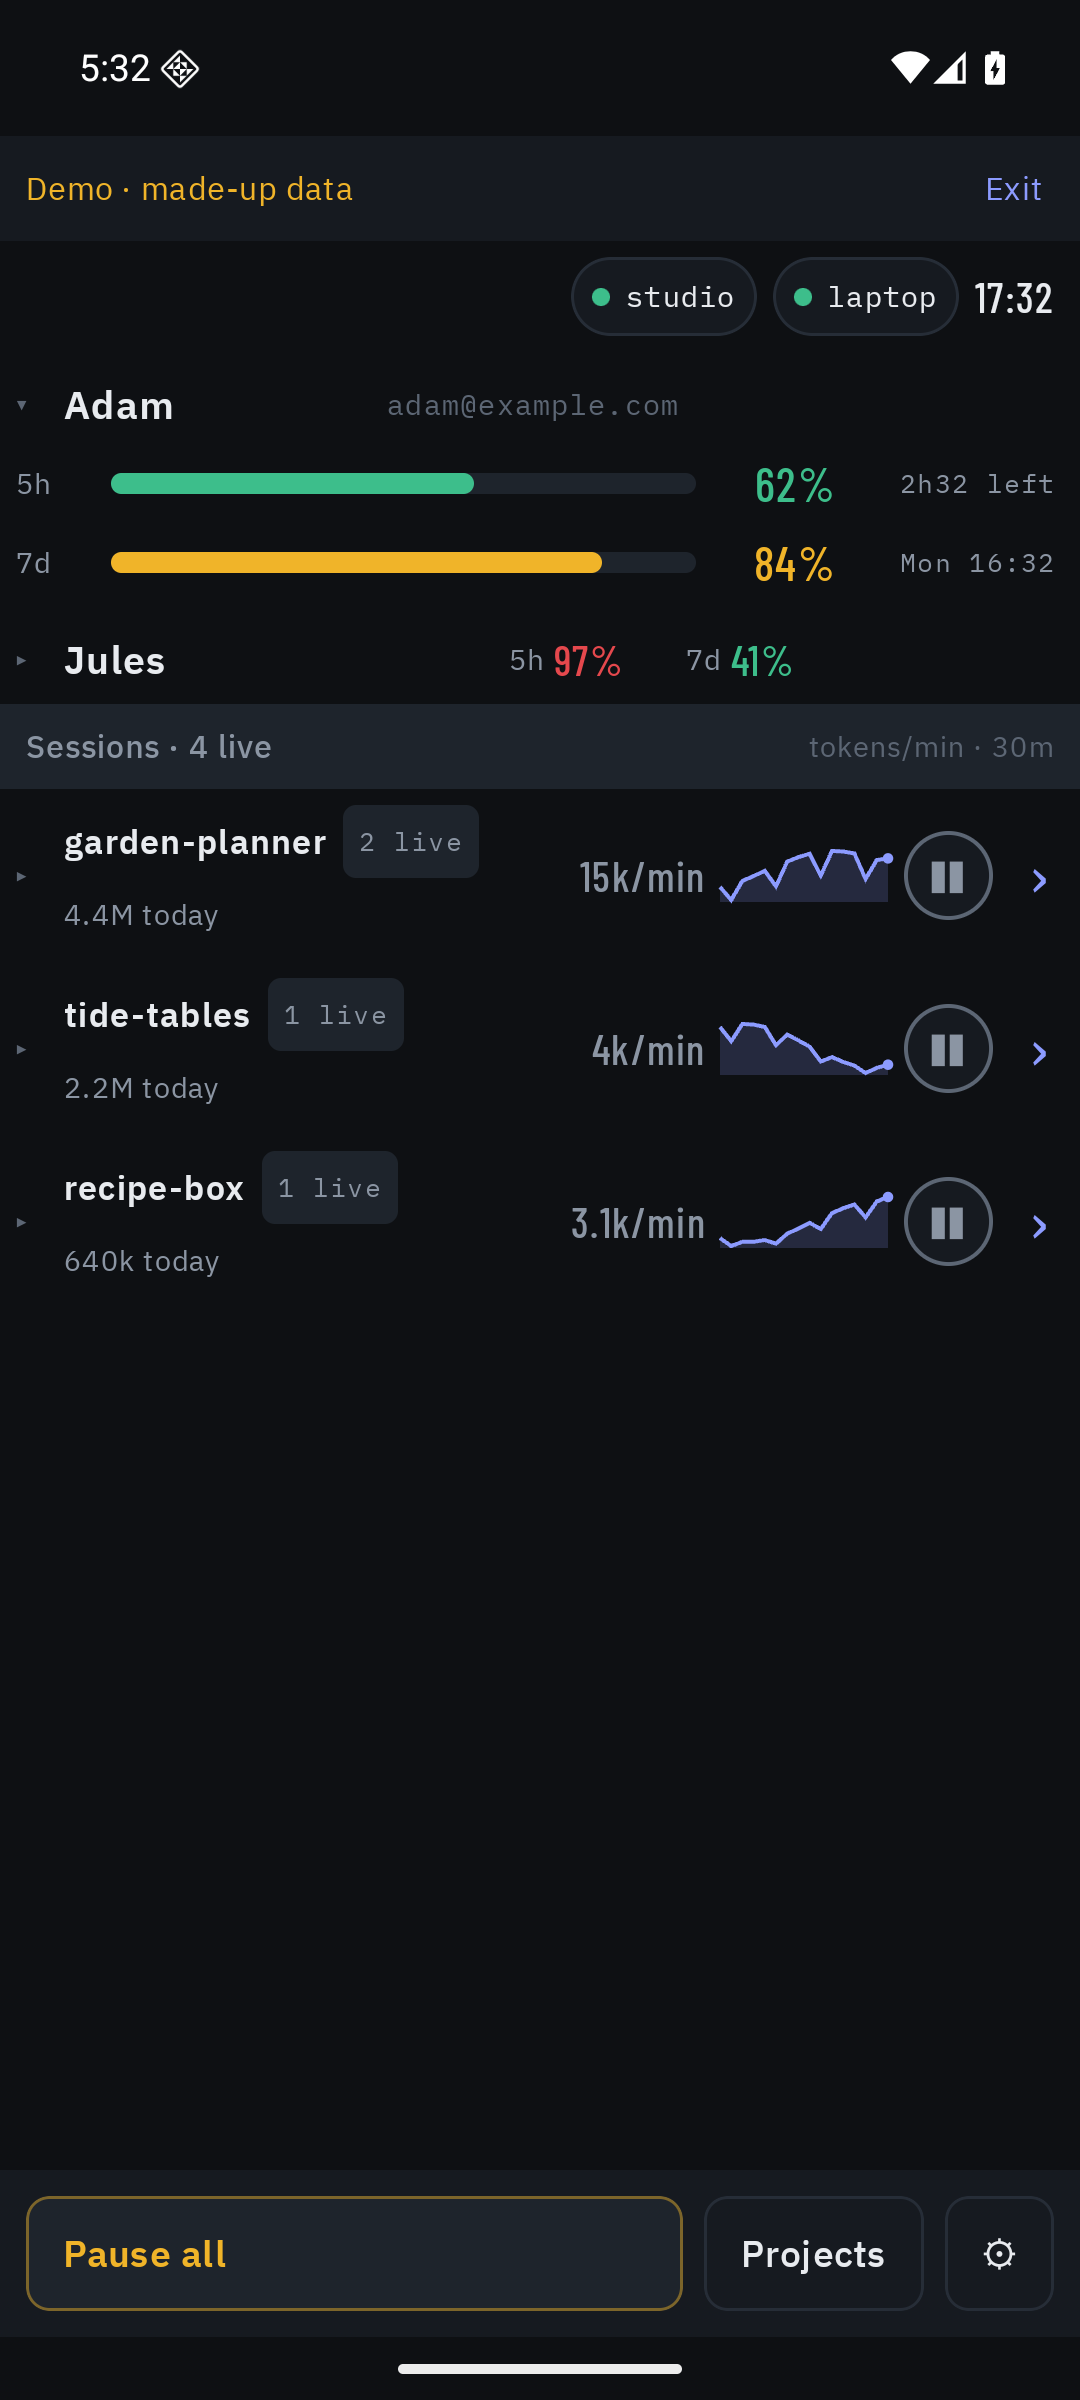 5:32
Demo · made-up data Exit
studio laptop 17:32
Adam adam@example.com
5h 62% 2h32 left
7d 84% Mon 16:32
Jules 5h 97% 7d 41%
Sessions · 4 live tokens/min · 30m
garden-planner 2 live
15k/min
4.4M today
tide-tables 1 live
4k/min
2.2M today
recipe-box 1 live
3.1k/min
640k today
Pause all Projects